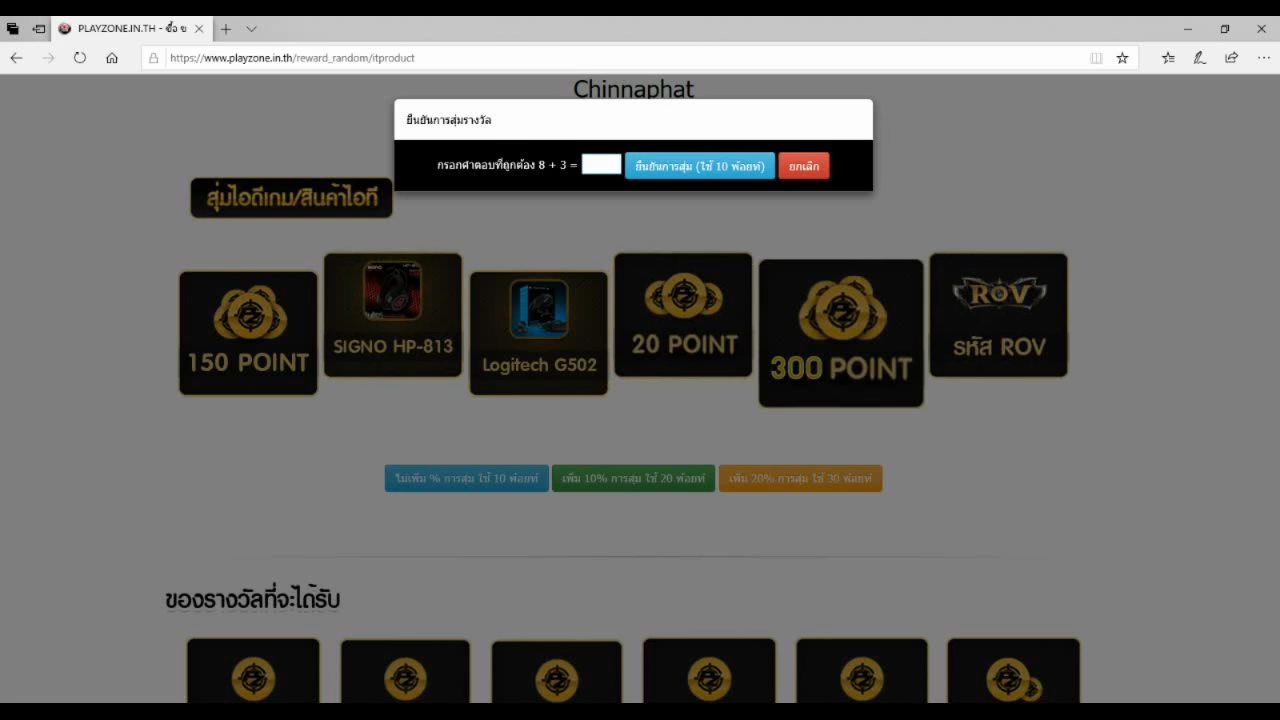 PLAYZONE.IN.TH - ซื้อ ข
https://www.playzone.in.th/reward_random/itproduct
Chinnaphat
ยืนยันการสุ่มรางวัล
กรอกคำตอบที่ถูกต้อง 8 + 3 =
ยืนยันการสุ่ม (ใช้ 10 พ้อยท์)
ยกเลิก
สุ่มไอดีเกม/สินค้าไอที
150 POINT
SIGNO
SIGNO HP-813
Logitech G502
20 POINT
300 POINT
ROV
รหัส ROV
ไม่เพิ่ม % การสุ่ม ใช้ 10 พ้อยท์
เพิ่ม 10% การสุ่ม ใช้ 20 พ้อยท์
เพิ่ม 20% การสุ่ม ใช้ 30 พ้อยท์
ของรางวัลที่จะได้รับ